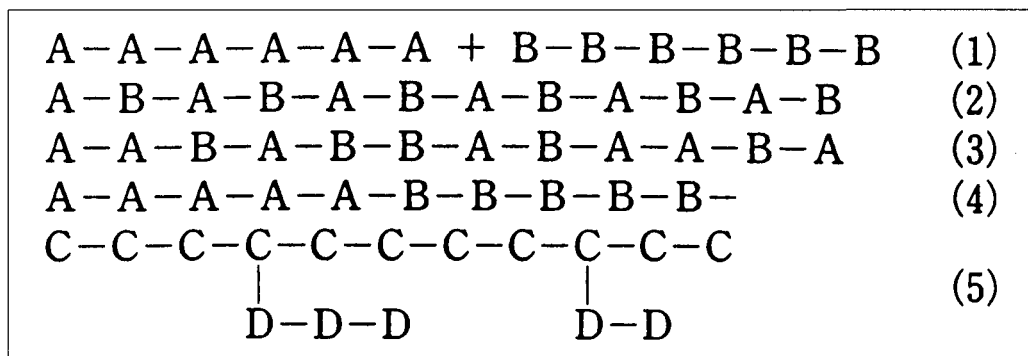 A-A-A-A-A-A + B-B-B-B-B-B (1)
A-B-A-B-A-B-A-B-A-B-A-B (2)
A-A-B-A-B-B-A-B-A-A-B-A (3)
A-A-A-A-A-B-B-B-B-B- (4)
C-C-C-C-C-C-C-C-C-C-C
(5)
D-D-D D-D